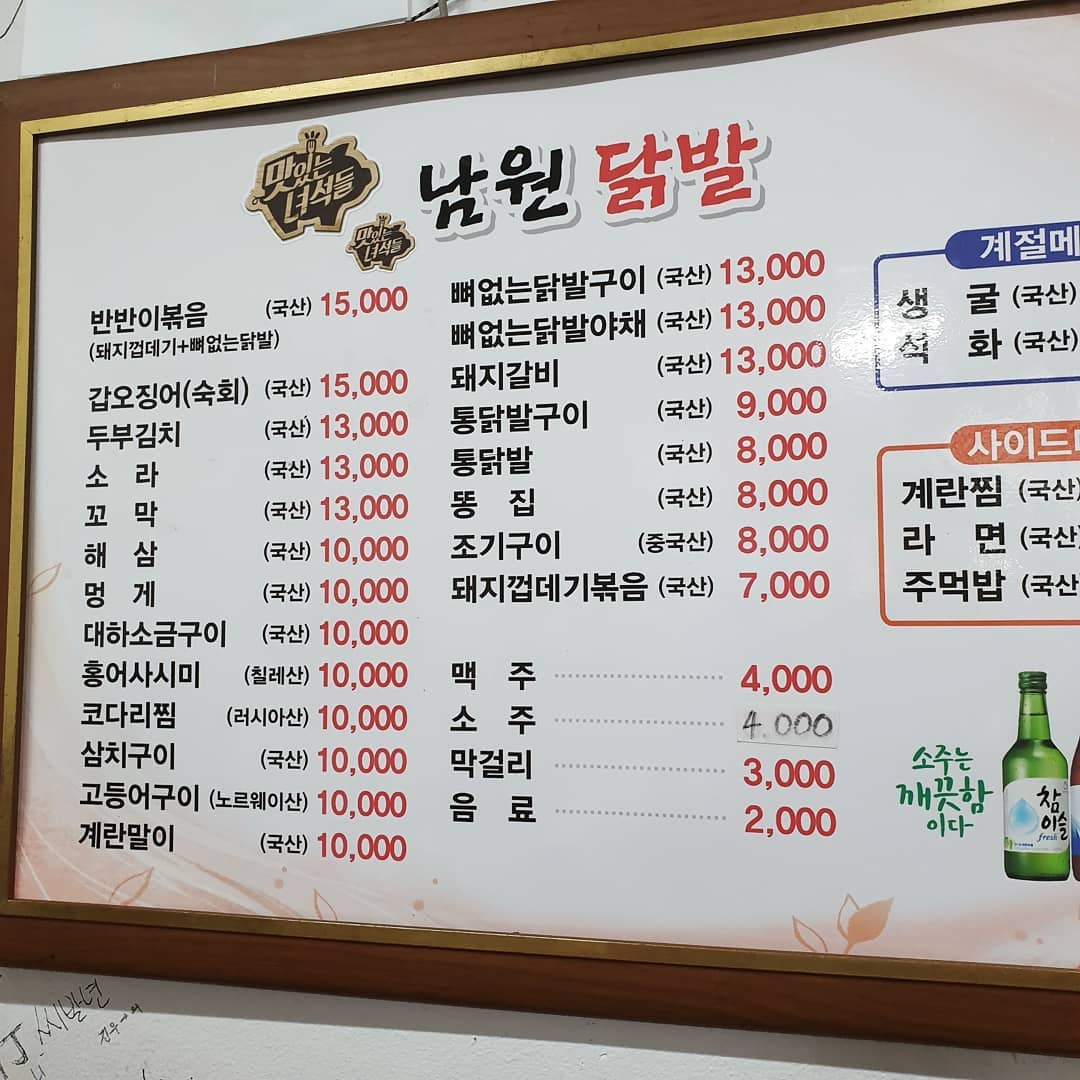 맛있는
녀석들
맛있는
녀석들
남원 닭발
반반이볶음 (국산) 15,000
(돼지껍데기+뼈없는닭발)
갑오징어(숙회) (국산) 15,000
두부김치 (국산) 13,000
소 라 (국산) 13,000
꼬 막 (국산) 13,000
해 삼 (국산) 10,000
멍 게 (국산) 10,000
대하소금구이 (국산) 10,000
홍어사시미 (칠레산) 10,000
코다리찜 (러시아산) 10,000
삼치구이 (국산) 10,000
고등어구이 (노르웨이산) 10,000
계란말이 (국산) 10,000
뼈없는닭발구이 (국산) 13,000
뼈없는닭발야채 (국산) 13,000
돼지갈비 (국산) 13,000
통닭발구이 (국산) 9,000
통닭발 (국산) 8,000
똥 집 (국산) 8,000
조기구이 (중국산) 8,000
돼지껍데기볶음 (국산) 7,000
맥 주 4,000
소 주 4.000
막걸리 3,000
음 료 2,000
계절메
생 굴 (국산)
석 화 (국산)
사이드
계란찜 (국산)
라 면 (국산)
주먹밥 (국산)
소주는
깨끗함
이다
참
이슬
fresh
J 씨발년